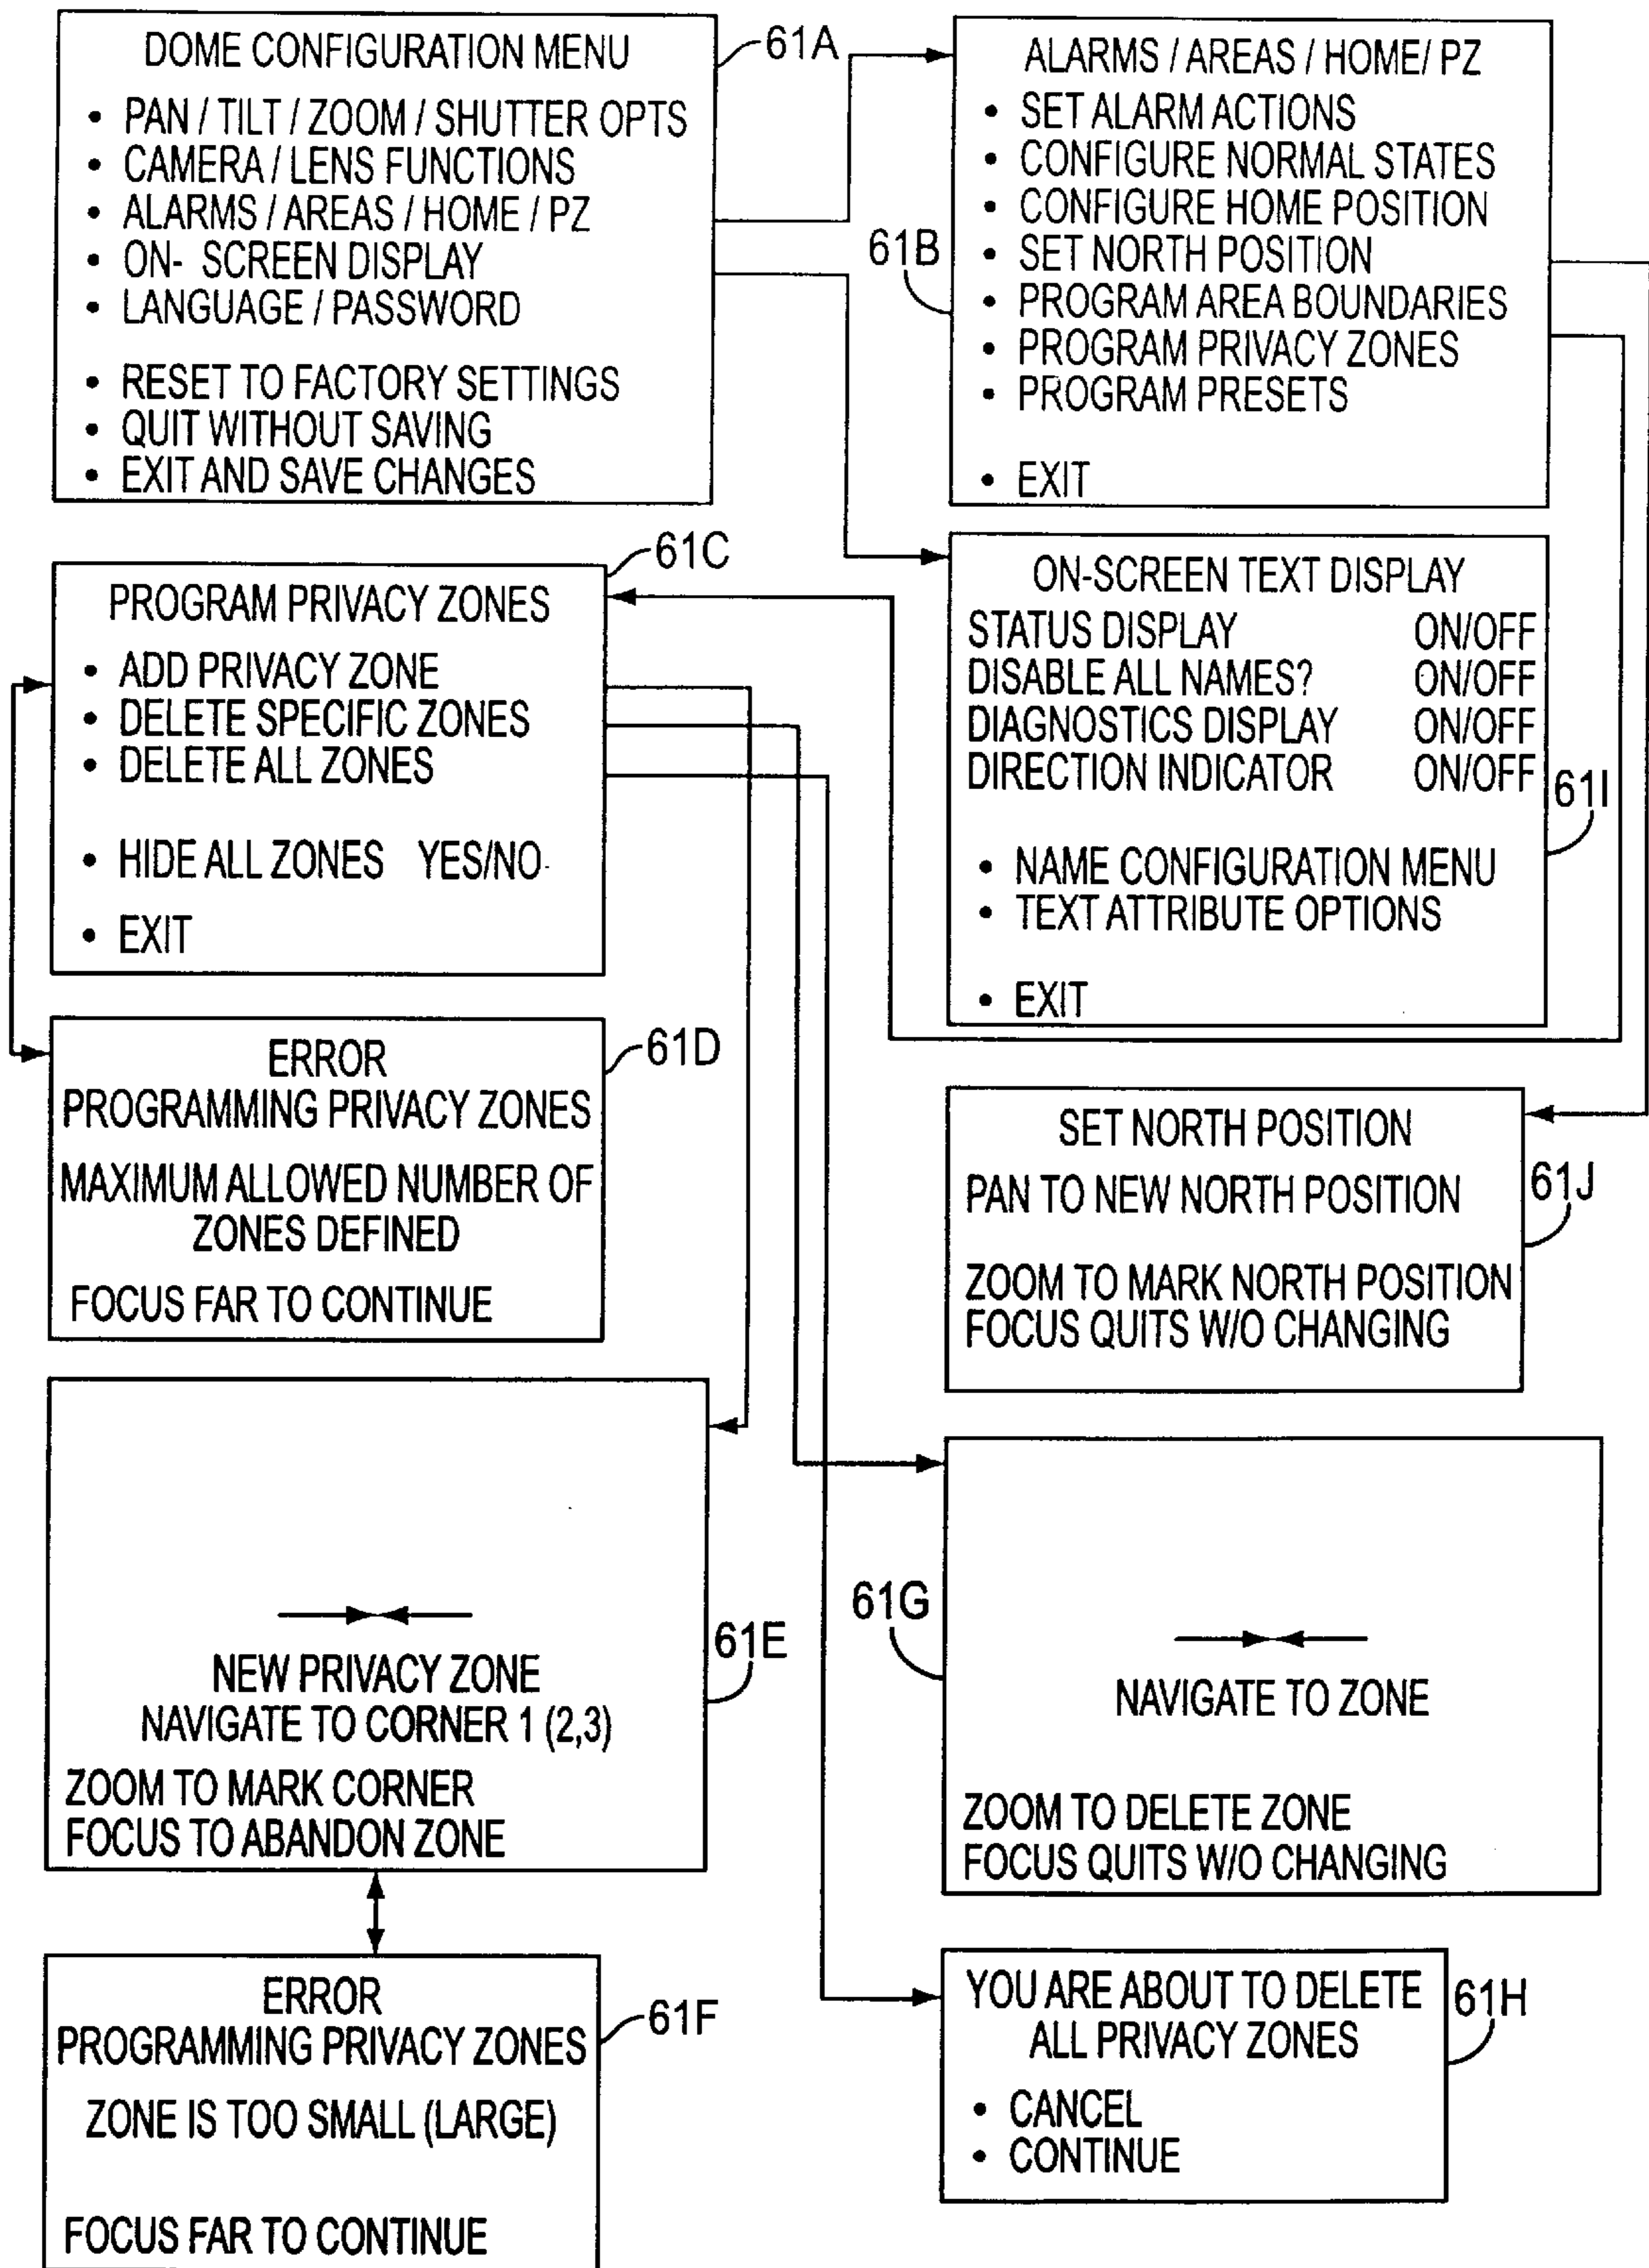 DOME CONFIGURATION MENU
• PAN / TILT / ZOOM / SHUTTER OPTS
• CAMERA / LENS FUNCTIONS
• ALARMS / AREAS / HOME / PZ
• ON- SCREEN DISPLAY
• LANGUAGE / PASSWORD
• RESET TO FACTORY SETTINGS
• QUIT WITHOUT SAVING
• EXIT AND SAVE CHANGES
61A
ALARMS / AREAS / HOME/ PZ
• SET ALARM ACTIONS
• CONFIGURE NORMAL STATES
• CONFIGURE HOME POSITION
• SET NORTH POSITION
• PROGRAM AREA BOUNDARIES
• PROGRAM PRIVACY ZONES
• PROGRAM PRESETS
• EXIT
61B
PROGRAM PRIVACY ZONES
• ADD PRIVACY ZONE
• DELETE SPECIFIC ZONES
• DELETE ALL ZONES
• HIDE ALL ZONES YES/NO
• EXIT
61C
ON-SCREEN TEXT DISPLAY
STATUS DISPLAY ON/OFF
DISABLE ALL NAMES? ON/OFF
DIAGNOSTICS DISPLAY ON/OFF
DIRECTION INDICATOR ON/OFF
• NAME CONFIGURATION MENU
• TEXT ATTRIBUTE OPTIONS
• EXIT
61I
ERROR
PROGRAMMING PRIVACY ZONES
MAXIMUM ALLOWED NUMBER OF
ZONES DEFINED
FOCUS FAR TO CONTINUE
61D
SET NORTH POSITION
PAN TO NEW NORTH POSITION
ZOOM TO MARK NORTH POSITION
FOCUS QUITS W/O CHANGING
61J
NEW PRIVACY ZONE
NAVIGATE TO CORNER 1 (2,3)
ZOOM TO MARK CORNER
FOCUS TO ABANDON ZONE
61E
61G
NAVIGATE TO ZONE
ZOOM TO DELETE ZONE
FOCUS QUITS W/O CHANGING
ERROR
PROGRAMMING PRIVACY ZONES
ZONE IS TOO SMALL (LARGE)
FOCUS FAR TO CONTINUE
61F
YOU ARE ABOUT TO DELETE
ALL PRIVACY ZONES
• CANCEL
• CONTINUE
61H